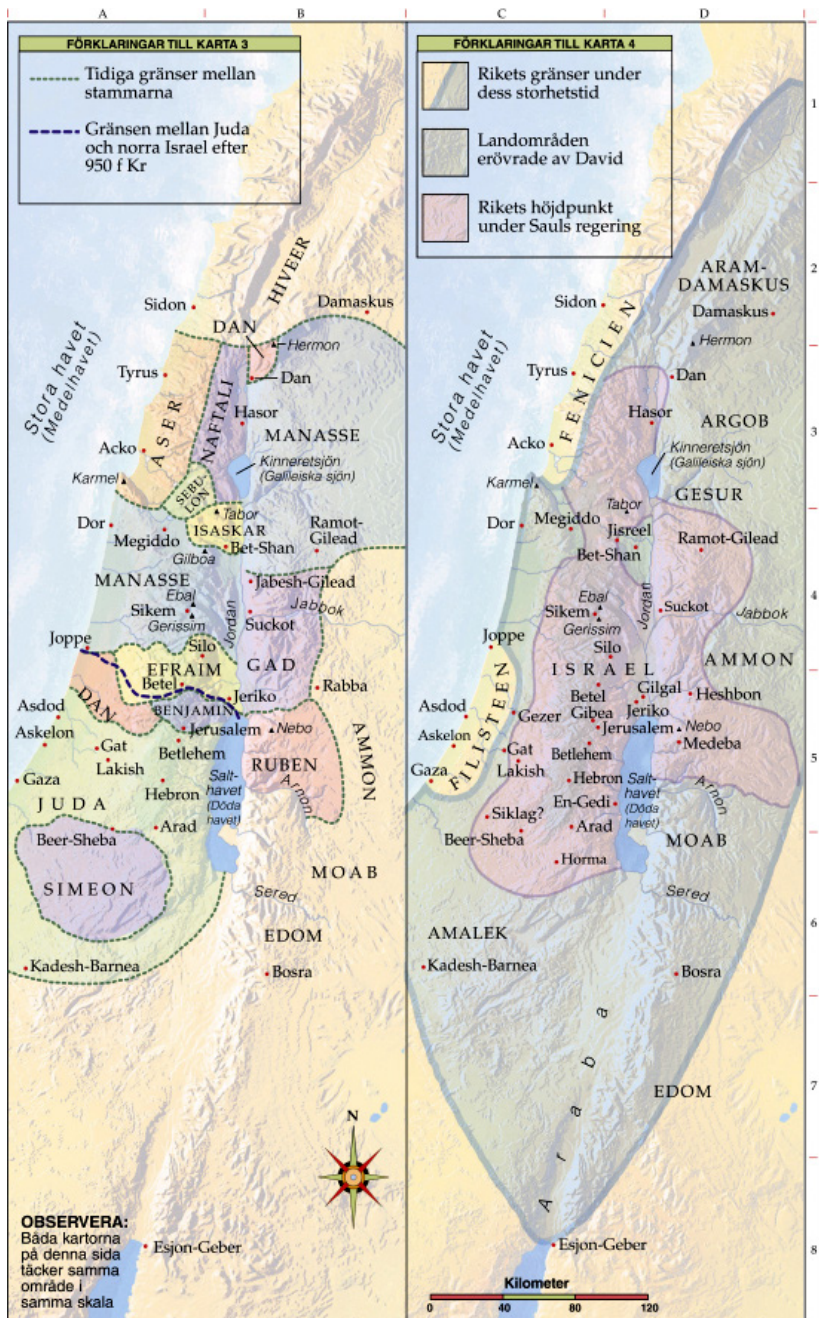 A
B
C
D
FÖRKLARINGAR TILL KARTA 3
Tidiga gränser mellan
stammarna
Gränsen mellan Juda
och norra Israel efter
950 f Kr
HIVEER
Sidon
Damaskus
DAN
Hermon
Stora havet
(Medelhavet)
Tyrus
Dan
ASER
NAFTALI
Hasor
MANASSE
Acko
Kinneretsjön
(Galileiska sjön)
Karmel
SEBU-
LON
Tabor
Dor
ISASKAR
Ramot-
Gilead
Megiddo
Bet-Shan
Gilboa
MANASSE
Jabesh-Gilead
Ebal
Jabbok
Sikem
Gerissim
Jordan
Suckot
Joppe
Silo
EFRAIM
GAD
Betel
Jeriko
Rabba
DAN
BENJAMIN
Asdod
Jerusalem
Nebo
Askelon
Gat
Betlehem
AMMON
Lakish
RUBEN
Gaza
Salt-
havet
(Döda
havet)
Arnon
Hebron
JUDA
Beer-Sheba
Arad
MOAB
SIMEON
Sered
EDOM
Kadesh-Barnea
Bosra
N
OBSERVERA:
Båda kartorna
på denna sida
täcker samma
område i
samma skala
Esjon-Geber
FÖRKLARINGAR TILL KARTA 4
Rikets gränser under
dess storhetstid
Landområden
erövrade av David
Rikets höjdpunkt
under Sauls regering
ARAM-
DAMASKUS
Sidon
Damaskus
Hermon
FENICIEN
Stora havet
(Medelhavet)
Tyrus
Dan
Hasor
ARGOB
Acko
Kinneretsjön
(Galileiska sjön)
Karmel
GESUR
Tabor
Dor
Megiddo
Jisreel
Ramot-Gilead
Bet-Shan
Ebal
Sikem
Gerissim
Jordan
Suckot
Jabbok
Joppe
Silo
ISRAEL
AMMON
Betel
Gilgal
Heshbon
Asdod
Gezer
Gibea
Jeriko
Jerusalem
Nebo
Askelon
FILISTEEN
Gat
Betlehem
Medeba
Lakish
Gaza
Hebron
Salt-
havet
(Döda
havet)
Arnon
En-Gedi
Siklag?
Beer-Sheba
Arad
MOAB
Horma
Sered
AMALEK
Kadesh-Barnea
Bosra
Araba
EDOM
Esjon-Geber
Kilometer
0 40 80 120
1
2
3
4
5
6
7
8